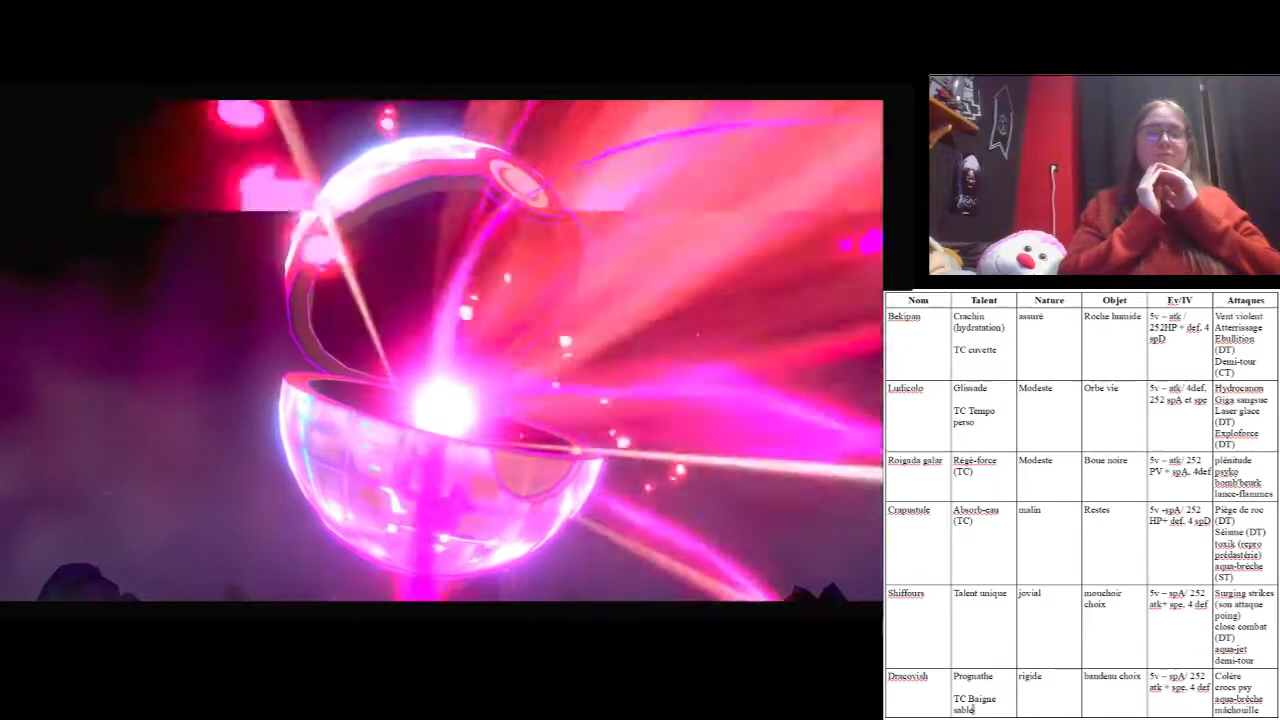 Nom Talent Nature Objet Ev/IV Attaques
Bekipan Crachin assuré Roche humide 5v – atk / Vent violent
(hydratation) 252HP + def. 4 Atterrissage
spD Ebullition
TC cuvette (DT)
Demi-tour
(CT)
Ludicolo Glissade Modeste Orbe vie 5v – atk/ 4def. Hydrocanon
252 spA et spe Giga sangsue
TC Tempo Laser glace
perso (DT)
Exploforce
(DT)
Roigada galar Régé-force Modeste Boue noire 5v – atk/ 252 plénitude
(TC) PV + spA. 4def psyko
bomb'beurk
lance-flammes
Crapustule Absorb-eau malin Restes 5v -spA/ 252 Piège de roc
(TC) HP+ def. 4 spD (DT)
Séisme (DT)
toxik (repro
prédastérie)
aqua-brèche
(ST)
Shiffours Talent unique jovial mouchoir 5v – spA/ 252 Surging strikes
choix atk+ spe. 4 def (son attaque
poing)
close combat
(DT)
aqua-jet
demi-tour
Dracovish Prognathe rigide bandeau choix 5v – spA/ 252 Colère
atk + spe. 4 def crocs psy
TC Baigne aqua-brèche
sable mâchouille